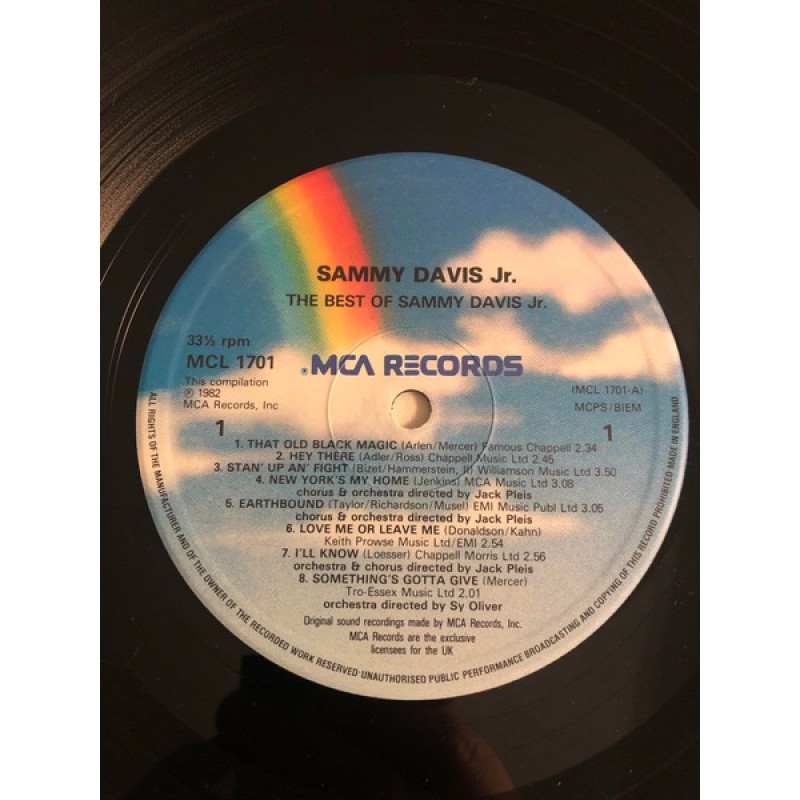 SAMMY DAVIS Jr.
THE BEST OF SAMMY DAVIS Jr.
33⅓ rpm
MCL 1701
This compilation
℗ 1982
MCA Records, Inc
®MCA RECORDS
(MCL 1701-A)
MCPS/BIEM
1
1
1. THAT OLD BLACK MAGIC (Arlen/Mercer) Famous Chappell 2.34
2. HEY THERE (Adler/Ross) Chappell Music Ltd 2.45
3. STAN' UP AN' FIGHT (Bizet/Hammerstein, II) Williamson Music Ltd 3.50
4. NEW YORK'S MY HOME (Jenkins) MCA Music Ltd 3.08
chorus & orchestra directed by Jack Pleis
5. EARTHBOUND (Taylor/Richardson/Musel) EMI Music Publ Ltd 3.05
chorus & orchestra directed by Jack Pleis
6. LOVE ME OR LEAVE ME (Donaldson/Kahn)
Keith Prowse Music Ltd/EMI 2.54
7. I'LL KNOW (Loesser) Chappell Morris Ltd 2.56
orchestra & chorus directed by Jack Pleis
8. SOMETHING'S GOTTA GIVE (Mercer)
Tro-Essex Music Ltd 2.01
orchestra directed by Sy Oliver
Original sound recordings made by MCA Records, Inc.
MCA Records are the exclusive
licensees for the UK
ALL RIGHTS OF THE MANUFACTURER AND OF THE OWNER OF THE RECORDED WORK RESERVED·UNAUTHORISED PUBLIC PERFORMANCE BROADCASTING AND COPYING OF THIS RECORD PROHIBITED MADE IN ENGLAND